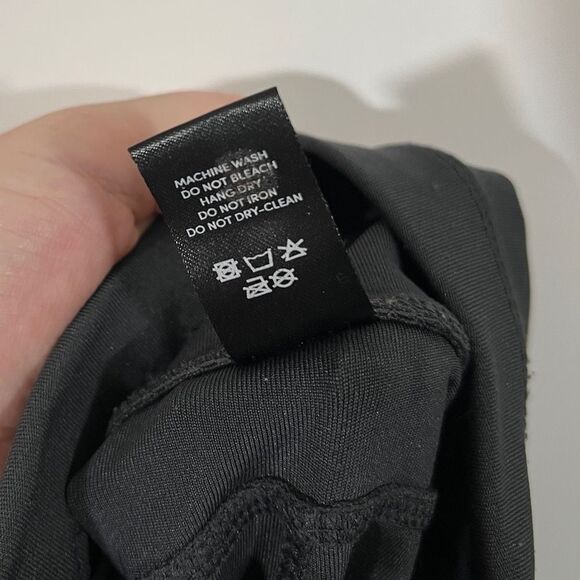 MACHINE WASH
DO NOT BLEACH
HANG DRY
DO NOT IRON
DO NOT DRY-CLEAN